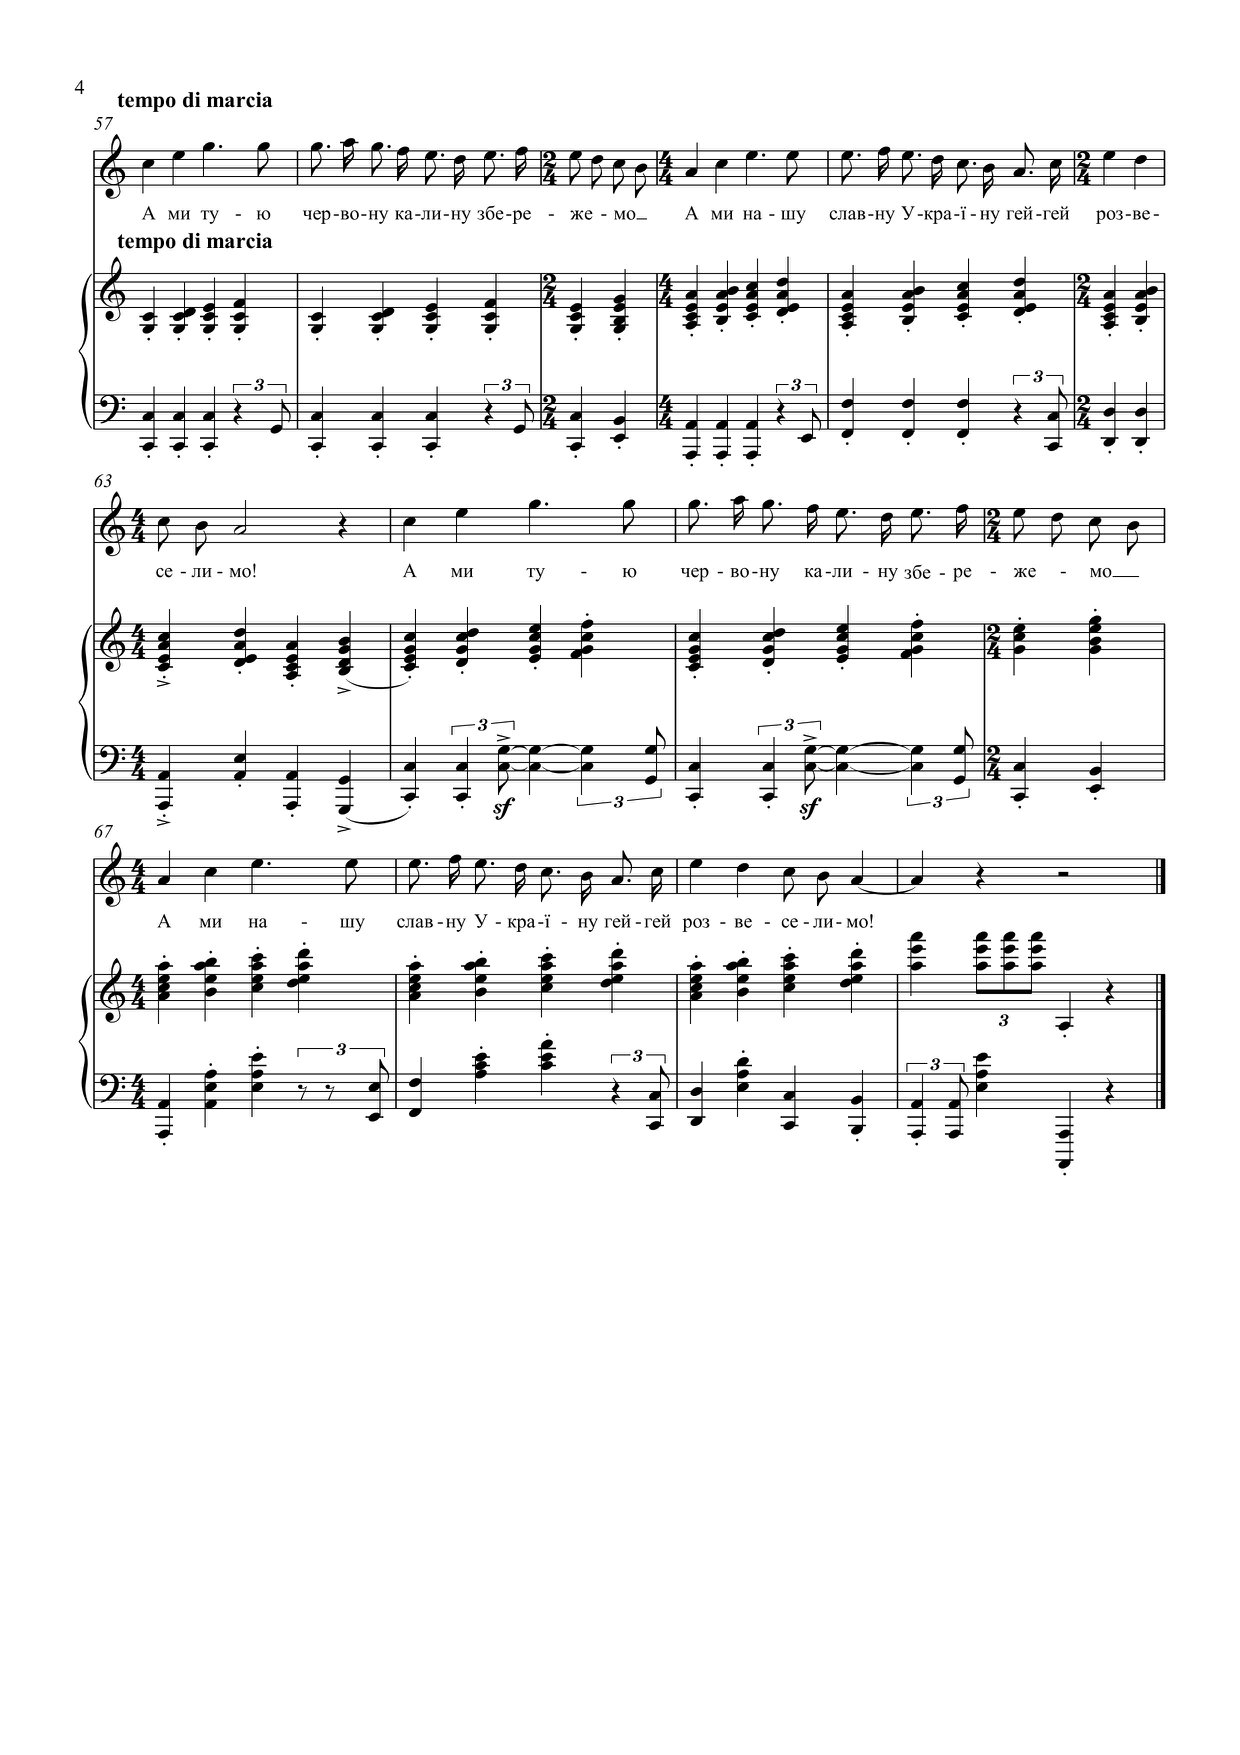 4
tempo di marcia
57
А ми ту - ю чер - во - ну ка - ли - ну збе - ре - же - мо _ А ми на - шу слав - ну У - кра - ї - ну гей - гей роз - ве -
tempo di marcia
3 3 3 3
63
се - ли - мо! А ми ту - ю чер - во - ну ка - ли - ну збе - ре - же - мо _
3 3
sf 3 sf 3
67
А ми на - шу слав - ну У - кра - ї - ну гей - гей роз - ве - се - ли - мо!
3
3 3 3